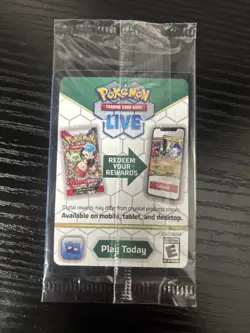 POKÉMON
TRADING CARD GAME
LIVE
REDEEM
YOUR
REWARDS
Digital rewards may differ from physical products shown.
Available on mobile, tablet, and desktop.
Play Today
E